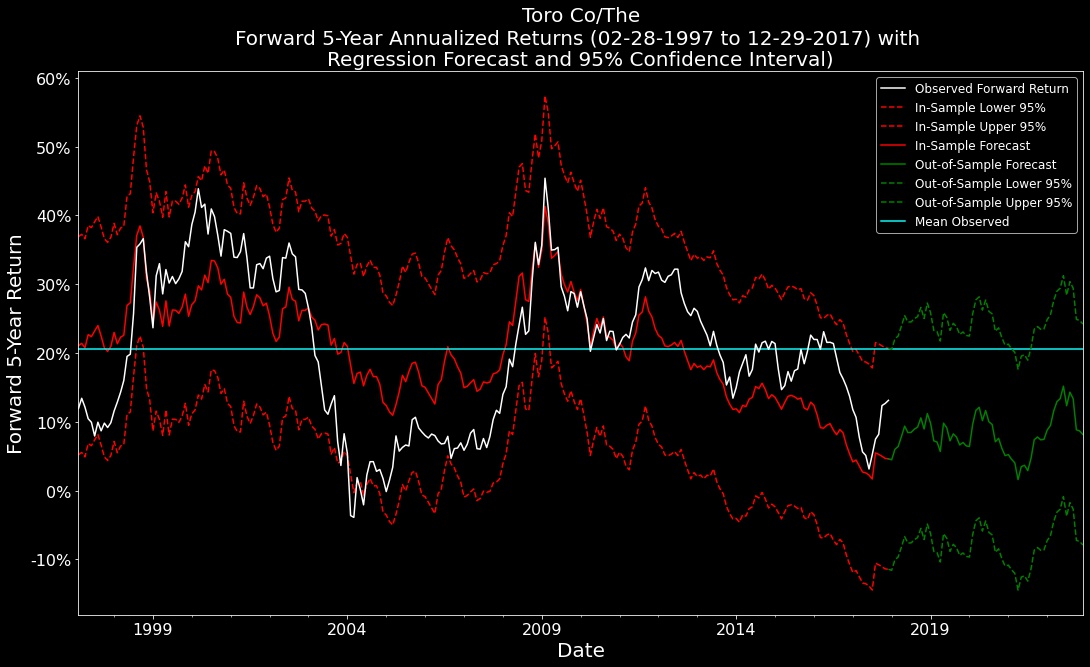 Toro Co/The
Forward 5-Year Annualized Returns (02-28-1997 to 12-29-2017) with
Regression Forecast and 95% Confidence Interval)
Forward 5-Year Return
60%
50%
40%
30%
20%
10%
0%
-10%
Observed Forward Return
In-Sample Lower 95%
In-Sample Upper 95%
In-Sample Forecast
Out-of-Sample Forecast
Out-of-Sample Lower 95%
Out-of-Sample Upper 95%
Mean Observed
1999
2004
2009
2014
2019
Date